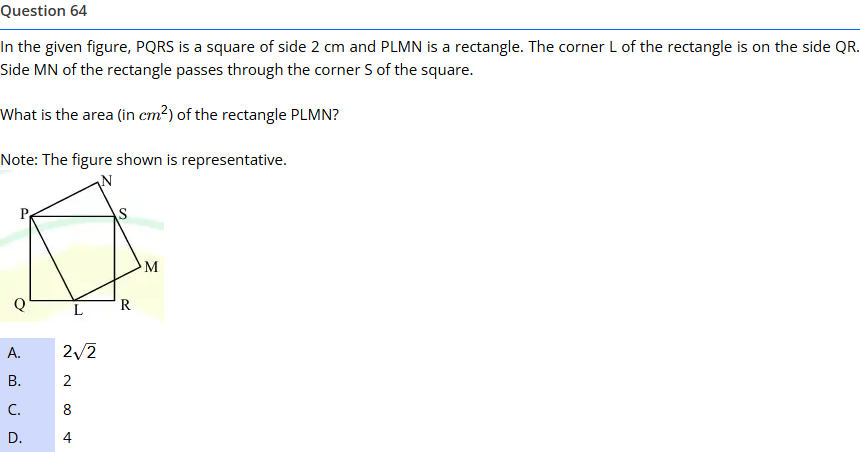 Question 64
In the given figure, PQRS is a square of side 2 cm and PLMN is a rectangle. The corner L of the rectangle is on the side QR.
Side MN of the rectangle passes through the corner S of the square.
What is the area (in cm²) of the rectangle PLMN?
Note: The figure shown is representative.
N
P
S
M
Q
L
R
A. 2√2
B. 2
C. 8
D. 4